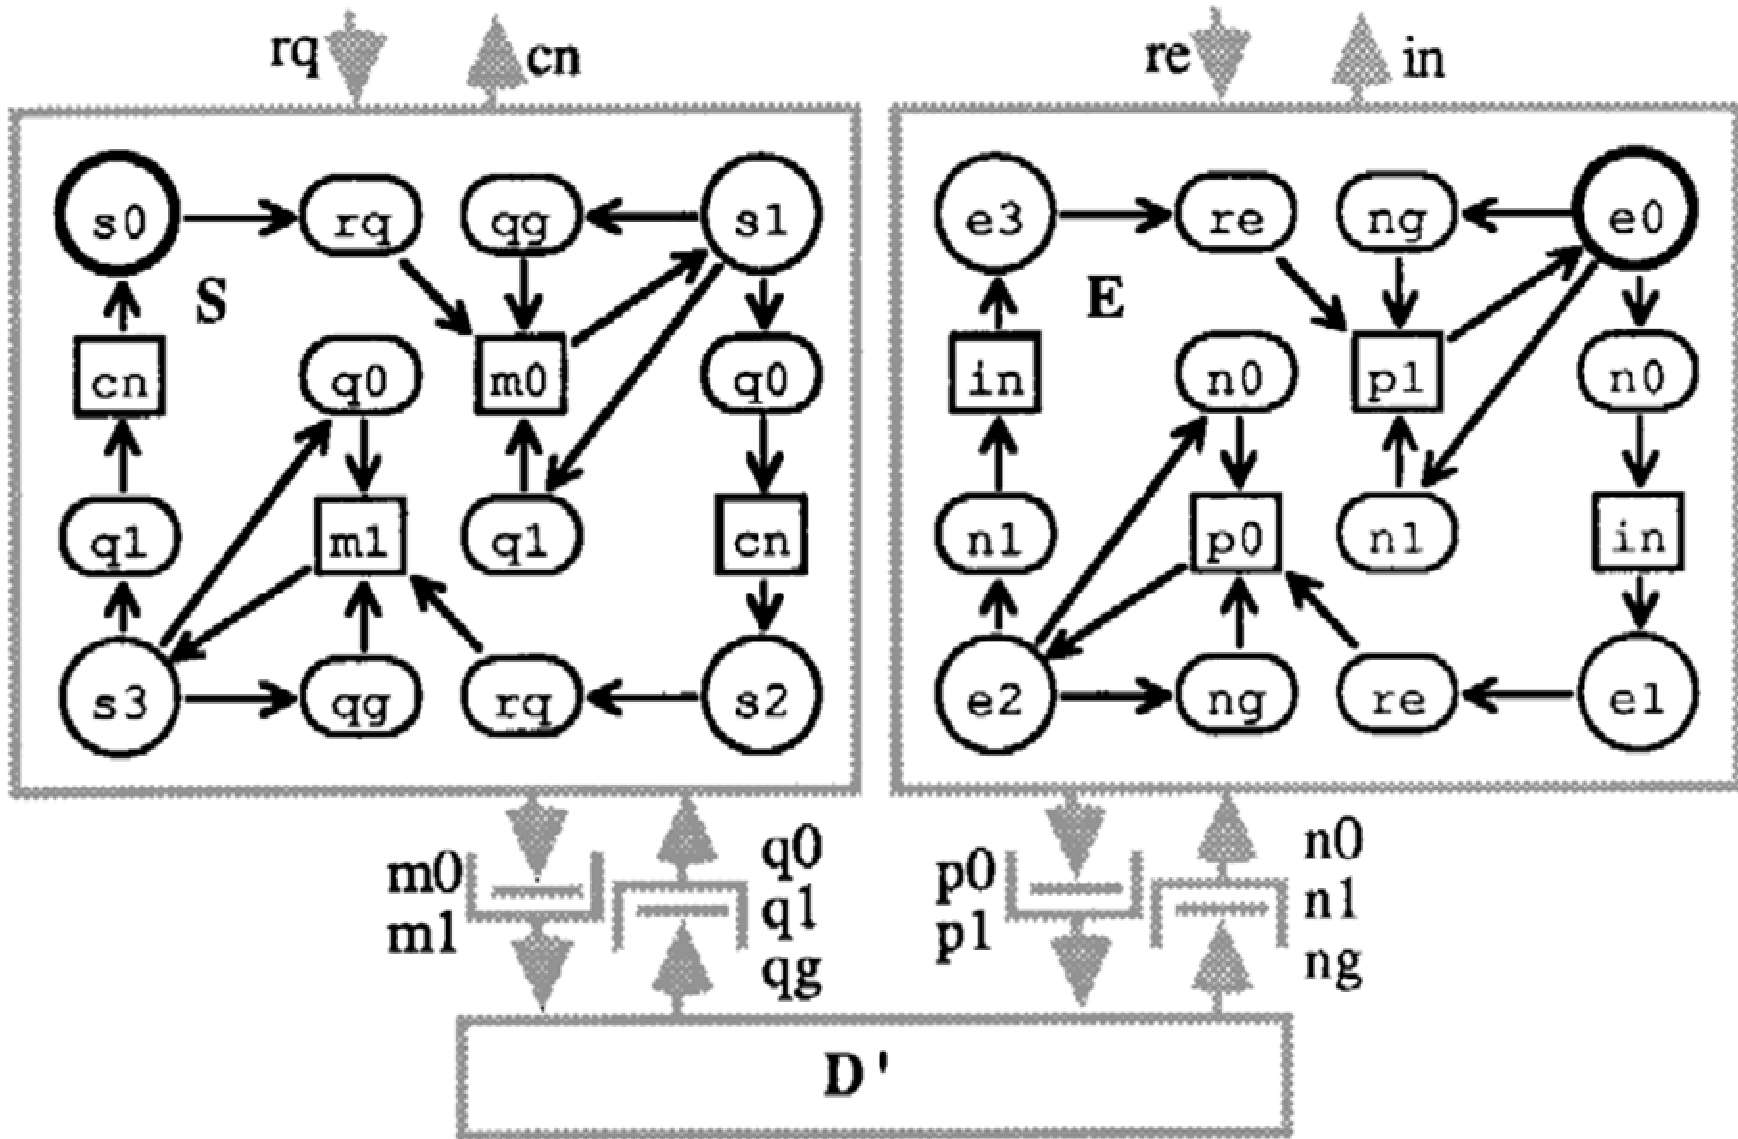 rq cn re in
s0 rq qg s1 e3 re ng e0
S E
cn q0 m0 q0 in n0 p1 n0
q1 m1 q1 cn n1 p0 n1 in
s3 qg rq s2 e2 ng re e1
m0 q0 p0 n0
m1 q1 p1 n1
qg ng
D'